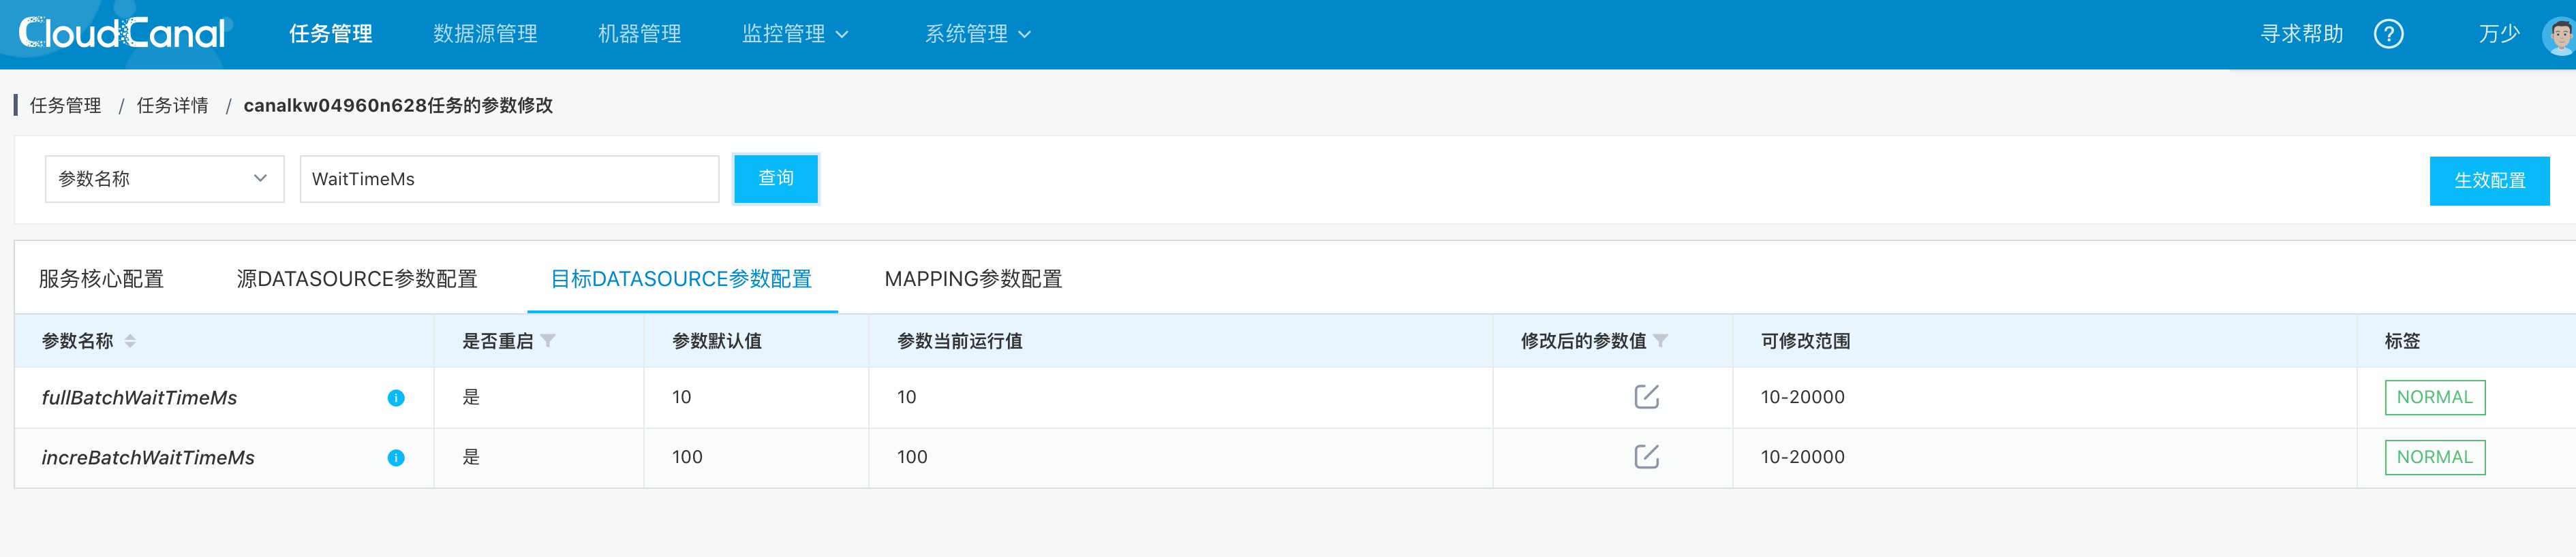 CloudCanal 任务管理 数据源管理 机器管理 监控管理 系统管理 寻求帮助 ? 万少
任务管理 / 任务详情 / canalkw04960n628任务的参数修改
参数名称 WaitTimeMs 查询 生效配置
服务核心配置 源DATASOURCE参数配置 目标DATASOURCE参数配置 MAPPING参数配置
参数名称 是否重启 参数默认值 参数当前运行值 修改后的参数值 可修改范围 标签
fullBatchWaitTimeMs i 是 10 10 10-20000 NORMAL
increBatchWaitTimeMs i 是 100 100 10-20000 NORMAL